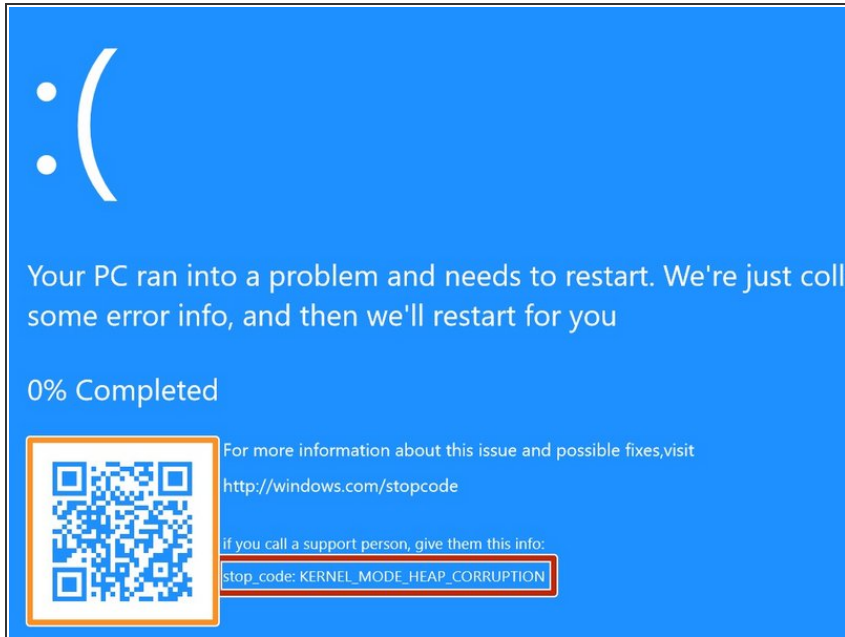 :(
Your PC ran into a problem and needs to restart. We're just coll
some error info, and then we'll restart for you
0% Completed
For more information about this issue and possible fixes,visit
http://windows.com/stopcode
if you call a support person, give them this info:
stop_code: KERNEL_MODE_HEAP_CORRUPTION